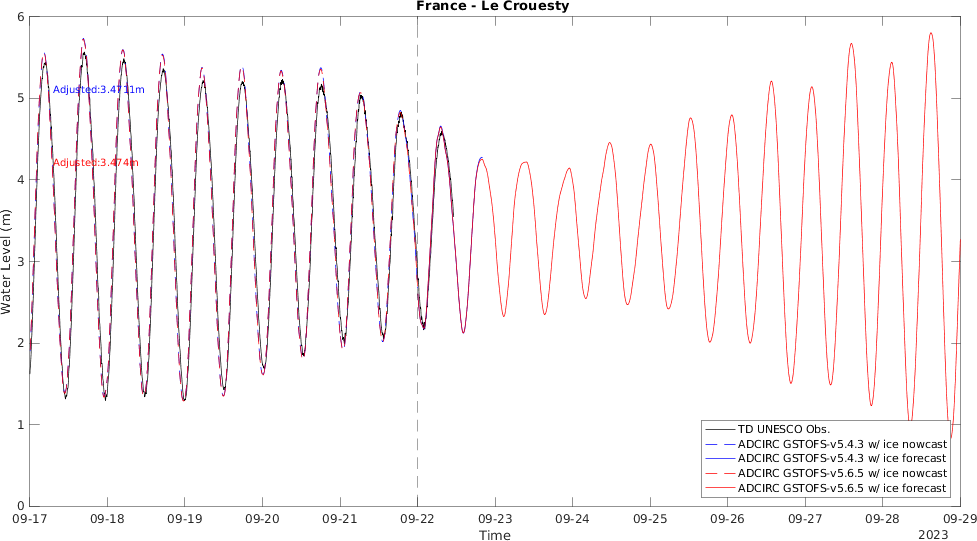 France - Le Crouesty
6
5
4
3
2
1
0
Water Level (m)
Adjusted:3.4711m
Adjusted:3.474m
TD UNESCO Obs.
ADCIRC GSTOFS-v5.4.3 w/ ice nowcast
ADCIRC GSTOFS-v5.4.3 w/ ice forecast
ADCIRC GSTOFS-v5.6.5 w/ ice nowcast
ADCIRC GSTOFS-v5.6.5 w/ ice forecast
09-17 09-18 09-19 09-20 09-21 09-22 09-23 09-24 09-25 09-26 09-27 09-28 09-29
Time 2023